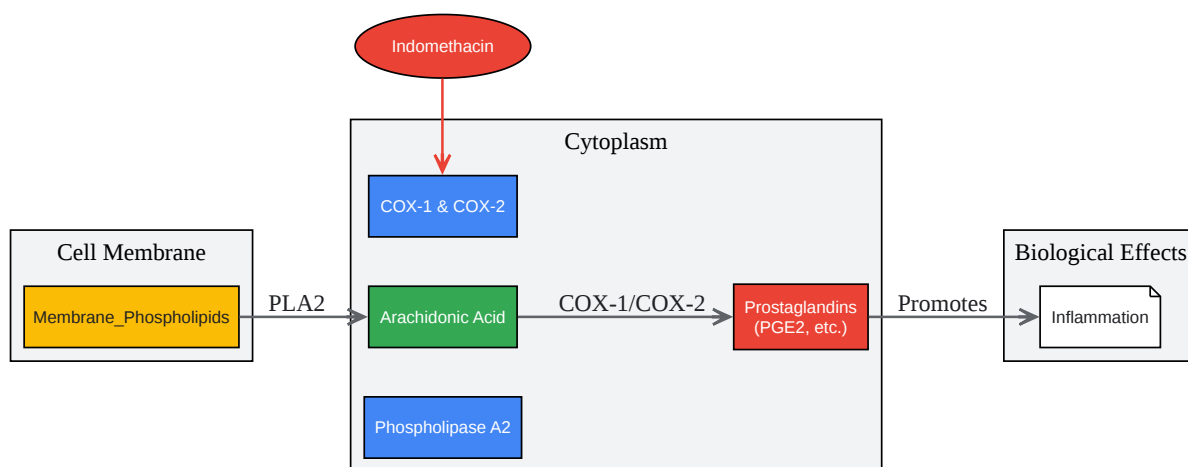 Indomethacin
Cytoplasm
COX-1 & COX-2
Cell Membrane
Membrane_Phospholipids
PLA2
Arachidonic Acid
COX-1/COX-2
Prostaglandins
(PGE2, etc.)
Promotes
Biological Effects
Inflammation
Phospholipase A2